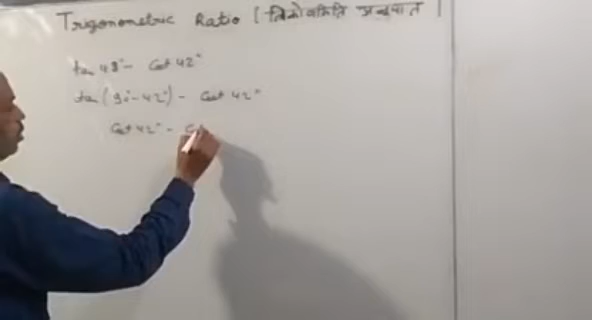 Trigonometric Ratio [त्रिकोणमिति अनुपात]
tan 48° - Cot 42°
tan (90° - 42°) - Cot 42°
Cot 42° - C